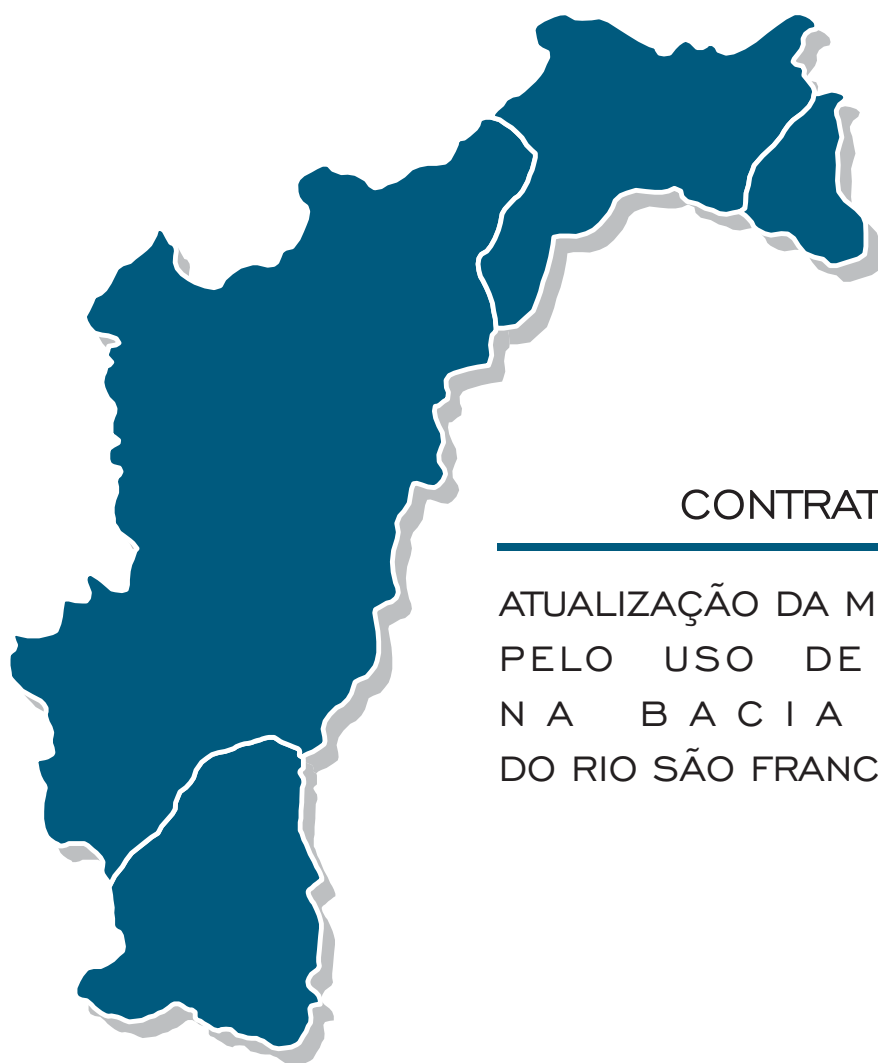 CONTRAT
ATUALIZAÇÃO DA M
PELO USO DE
NA BACIA
DO RIO SÃO FRANC